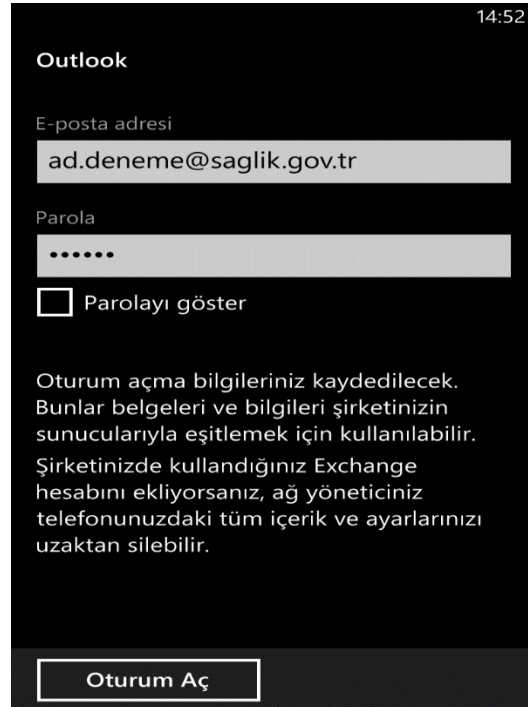 14:52
Outlook
E-posta adresi
ad.deneme@saglik.gov.tr
Parola
••••••
Parolayı göster
Oturum açma bilgileriniz kaydedilecek.
Bunlar belgeleri ve bilgileri şirketinizin
sunucularıyla eşitlemek için kullanılabilir.
Şirketinizde kullandığınız Exchange
hesabını ekliyorsanız, ağ yöneticiniz
telefonunuzdaki tüm içerik ve ayarlarınızı
uzaktan silebilir.
Oturum Aç